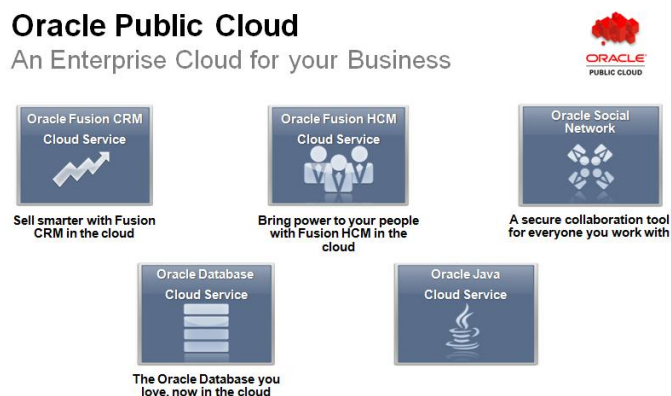 Oracle Public Cloud
An Enterprise Cloud for your Business
ORACLE
PUBLIC CLOUD
Oracle Fusion CRM
Cloud Service
Sell smarter with Fusion
CRM in the cloud
Oracle Fusion HCM
Cloud Service
Bring power to your people
with Fusion HCM in the
cloud
Oracle Social
Network
A secure collaboration tool
for everyone you work with
Oracle Database
Cloud Service
The Oracle Database you
love, now in the cloud
Oracle Java
Cloud Service